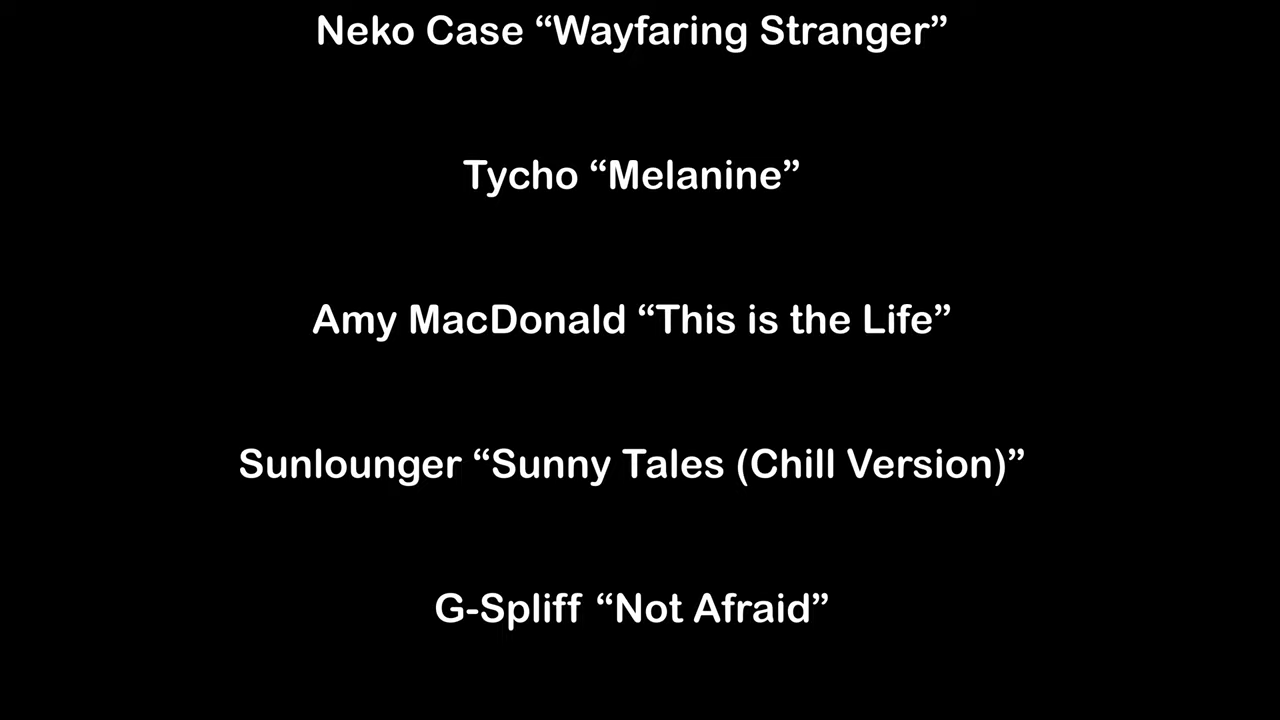 Neko Case “Wayfaring Stranger”
Tycho “Melanine”
Amy MacDonald “This is the Life”
Sunlounger “Sunny Tales (Chill Version)”
G-Spliff “Not Afraid”